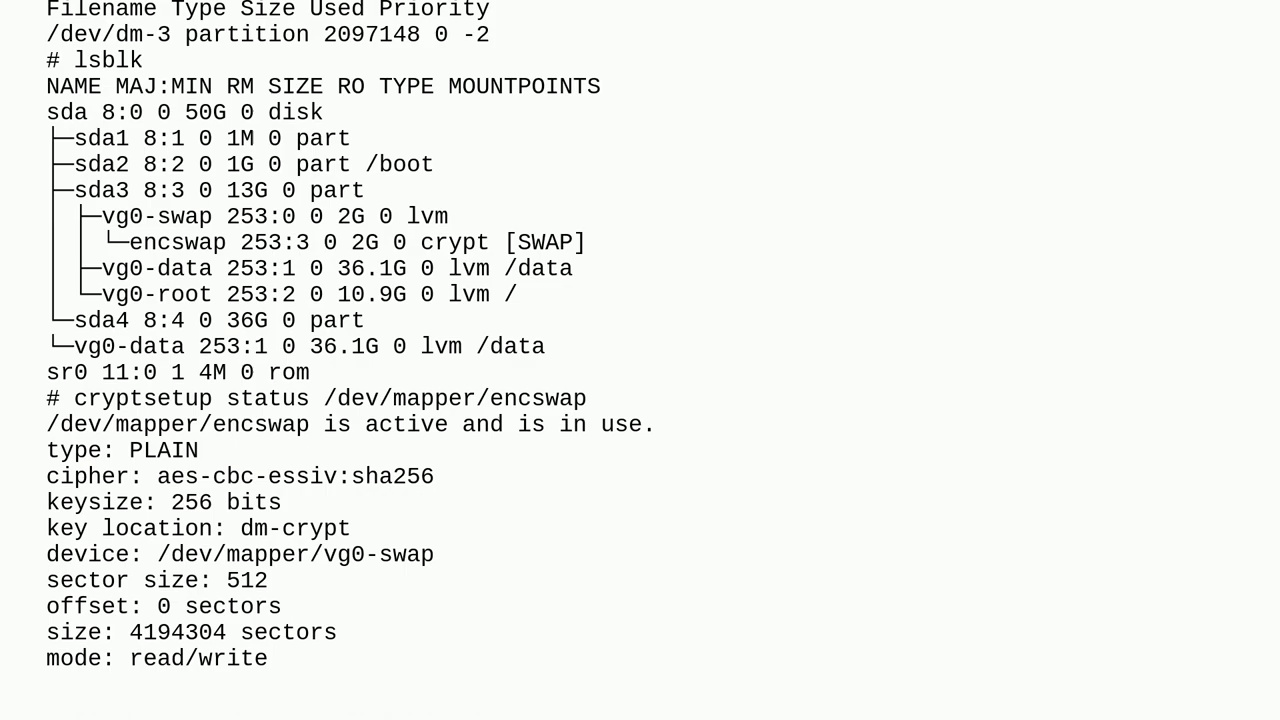 Filename Type Size Used Priority
/dev/dm-3 partition 2097148 0 -2
# lsblk
NAME MAJ:MIN RM SIZE RO TYPE MOUNTPOINTS
sda 8:0 0 50G 0 disk
├─sda1 8:1 0 1M 0 part
├─sda2 8:2 0 1G 0 part /boot
├─sda3 8:3 0 13G 0 part
│ ├─vg0-swap 253:0 0 2G 0 lvm
│ │ └─encswap 253:3 0 2G 0 crypt [SWAP]
│ ├─vg0-data 253:1 0 36.1G 0 lvm /data
│ └─vg0-root 253:2 0 10.9G 0 lvm /
└─sda4 8:4 0 36G 0 part
└─vg0-data 253:1 0 36.1G 0 lvm /data
sr0 11:0 1 4M 0 rom
# cryptsetup status /dev/mapper/encswap
/dev/mapper/encswap is active and is in use.
type: PLAIN
cipher: aes-cbc-essiv:sha256
keysize: 256 bits
key location: dm-crypt
device: /dev/mapper/vg0-swap
sector size: 512
offset: 0 sectors
size: 4194304 sectors
mode: read/write